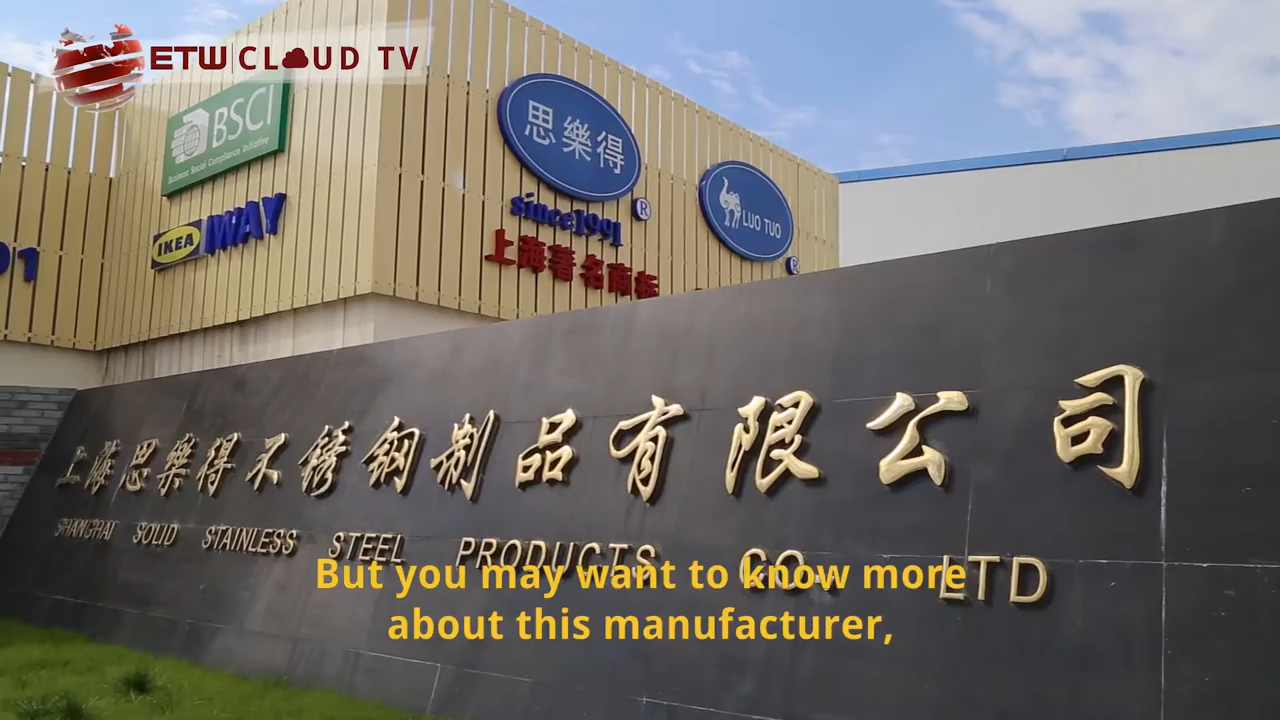 ETW CLOUD TV
BSCI
Business Social Compliance Initiative
IKEA IWAY
思樂得
®
since1991
上海著名商标
LUO TUO
®
上海思樂得不锈钢制品有限公司
SHANGHAI SOLID STAINLESS STEEL PRODUCTS CO., LTD
But you may want to know more
about this manufacturer,